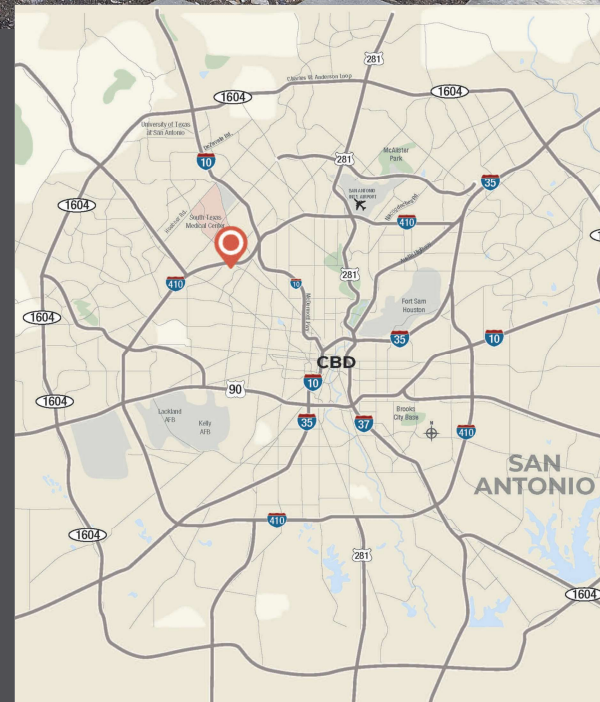 281
Charles W. Anderson Loop
1604
1604
University of Texas
at San Antonio
DeZavala Rd.
10
281
McAllister
Park
35
SAN ANTONIO
INT'L AIRPORT
1604
South Texas
Medical Center
410
410
281
10
Fort Sam
Houston
1604
35
10
CBD
10
90
1604
Lackland
AFB
Kelly
AFB
35
37
Brooks
City Base
N
410
SAN
ANTONIO
410
1604
281
1604